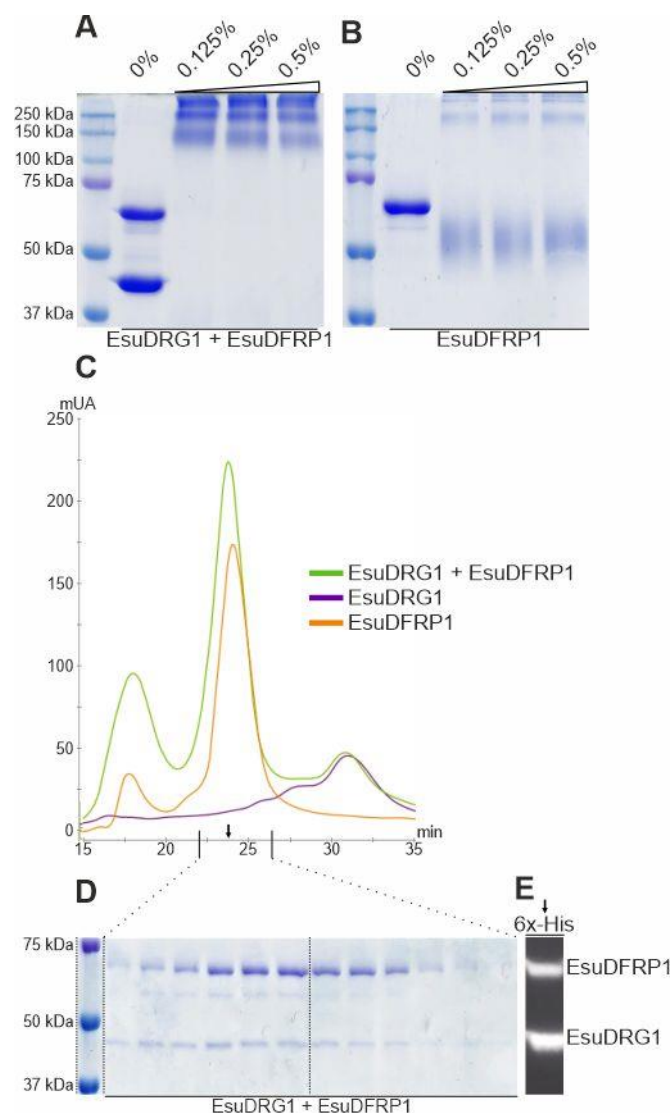 A
B
0%
0.125%
0.25%
0.5%
0%
0.125%
0.25%
0.5%
250 kDa
150 kDa
100 kDa
75 kDa
50 kDa
37 kDa
EsuDRG1 + EsuDFRP1
EsuDFRP1
C
mUA
250
200
150
100
50
0
EsuDRG1 + EsuDFRP1
EsuDRG1
EsuDFRP1
min
15
20
25
30
35
D
E
6x-His
75 kDa
50 kDa
37 kDa
EsuDFRP1
EsuDRG1
EsuDRG1 + EsuDFRP1